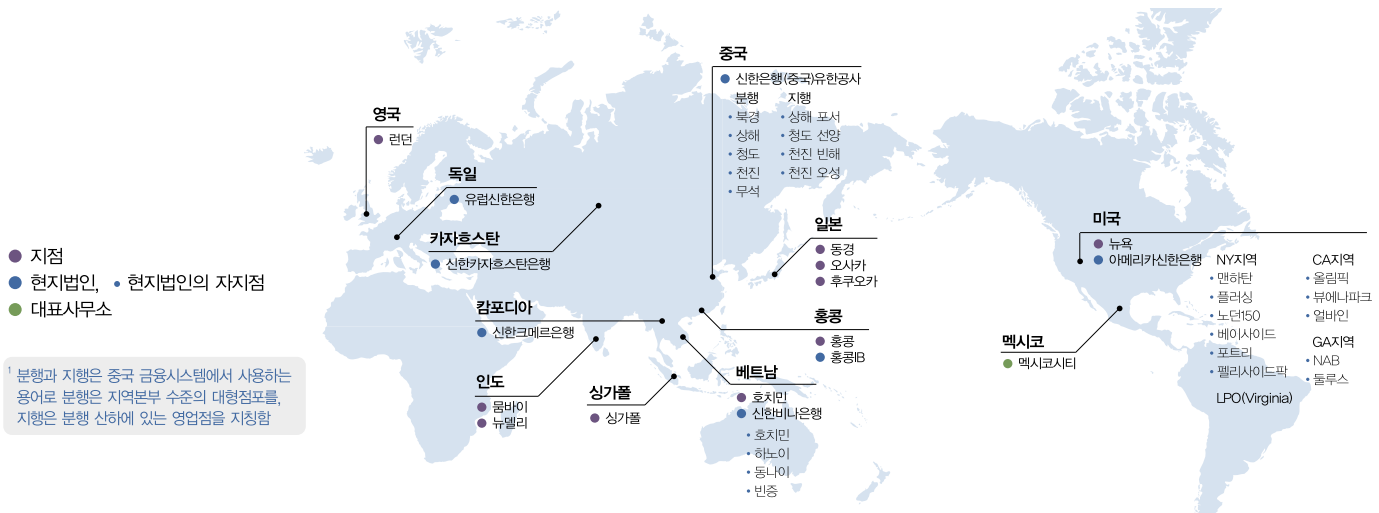 영국
런던
독일
유럽신한은행
카자흐스탄
신한카자흐스탄은행
캄포디아
신한크메르은행
인도
뭄바이
뉴델리
싱가폴
싱가폴
중국
신한은행(중국)유한공사
분행 지행
• 북경 • 상해 포서
• 상해 • 청도 선양
• 청도 • 천진 빈해
• 천진 • 천진 오성
• 무석
일본
동경
오사카
후쿠오카
홍콩
홍콩
홍콩IB
베트남
호치민
신한비나은행
• 호치민
• 하노이
• 동나이
• 빈증
멕시코
멕시코시티
미국
뉴욕
아메리카신한은행
NY지역
• 맨하탄
• 플러싱
• 노던150
• 베이사이드
• 포트리
• 펠리사이드팍
LPO(Virginia)
CA지역
• 올림픽
• 뷰에나파크
• 얼바인
GA지역
• NAB
• 둘루스
지점
현지법인, • 현지법인의 자지점
대표사무소
1 분행과 지행은 중국 금융시스템에서 사용하는
용어로 분행은 지역본부 수준의 대형점포를,
지행은 분행 산하에 있는 영업점을 지칭함